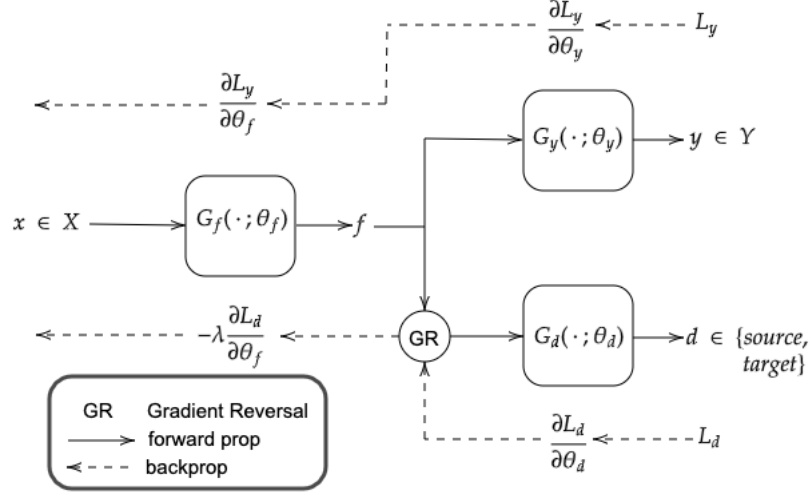 ∂L_y/∂θ_y
L_y
∂L_y/∂θ_f
G_y(·;θ_y)
y ∈ Y
x ∈ X
G_f(·;θ_f)
f
-λ ∂L_d/∂θ_f
GR
G_d(·;θ_d)
d ∈ {source,
target}
GR Gradient Reversal
forward prop
backprop
∂L_d/∂θ_d
L_d